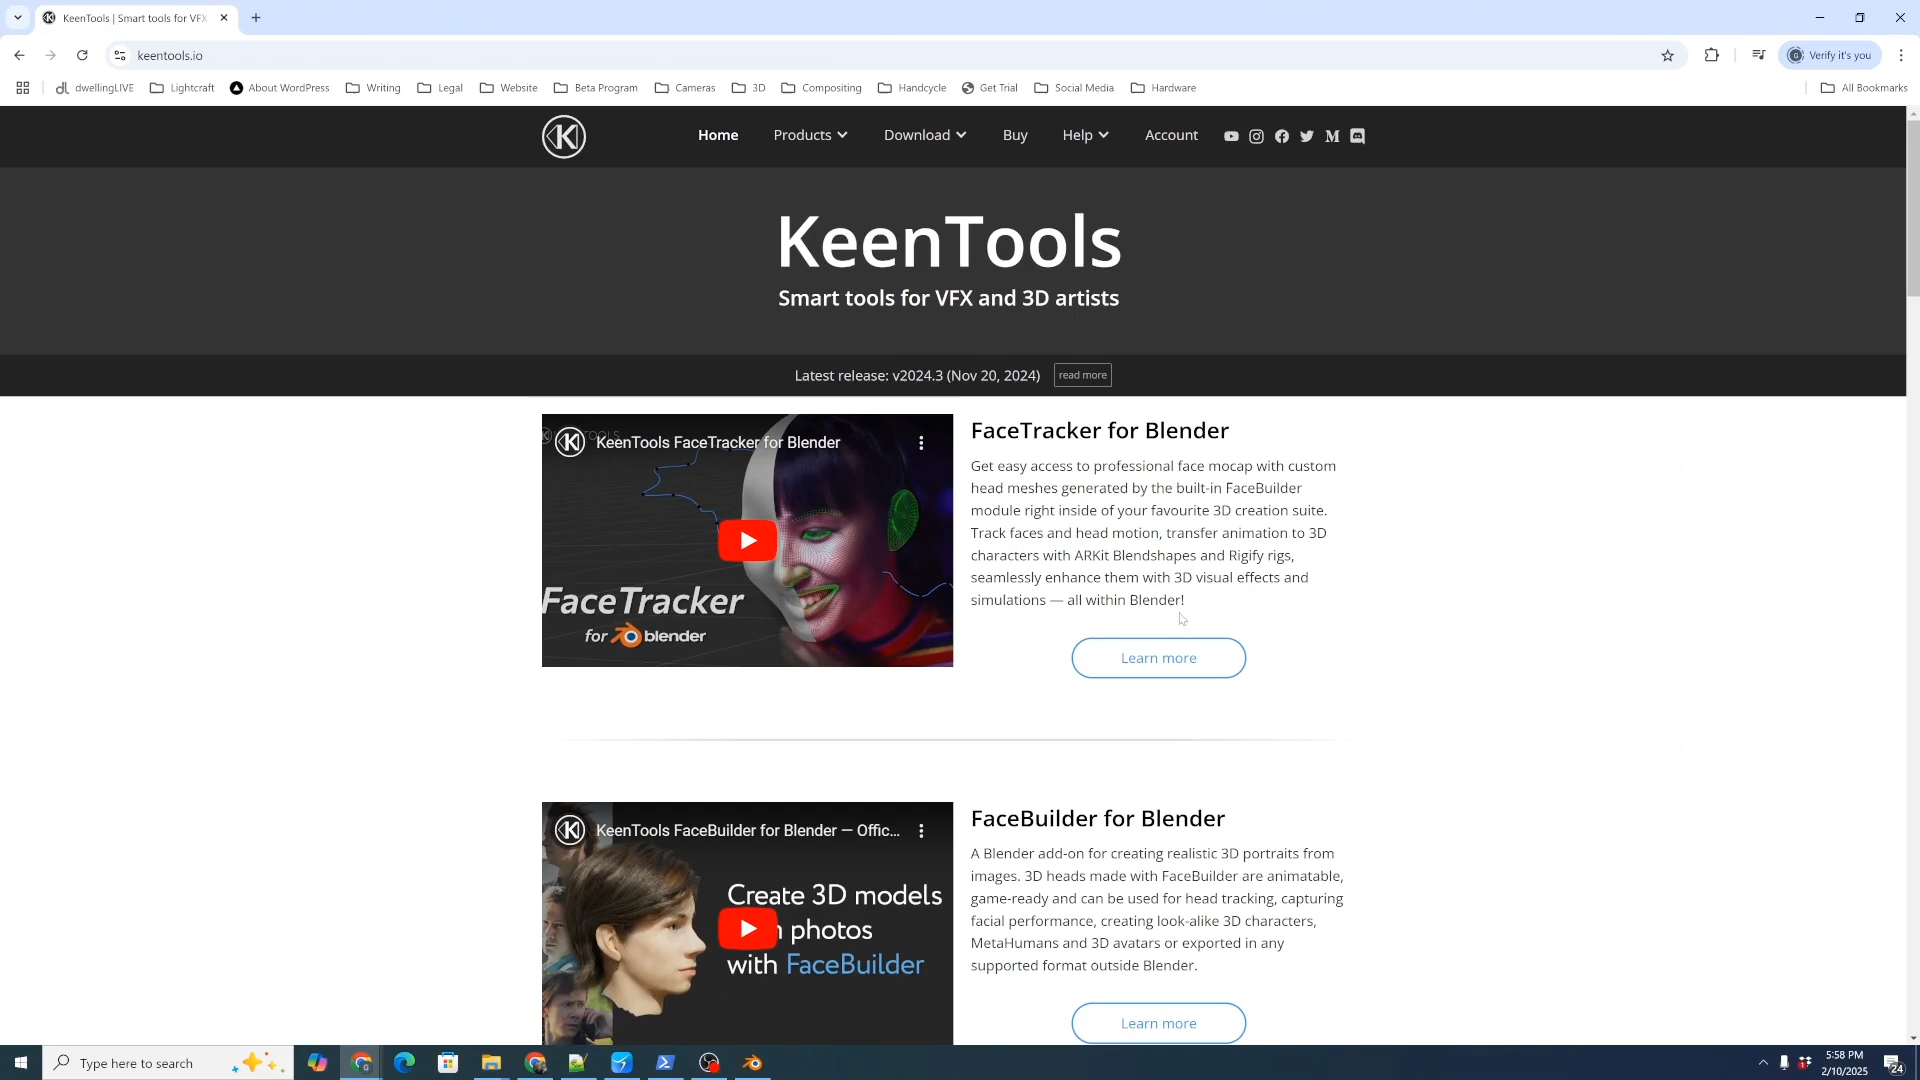 KeenTools | Smart tools for VFX
keentools.io
Verify it's you
dwellingLIVE
Lightcraft
About WordPress
Writing
Legal
Website
Beta Program
Cameras
3D
Compositing
Handcycle
Get Trial
Social Media
Hardware
All Bookmarks
K
Home
Products
Download
Buy
Help
Account
KeenTools
Smart tools for VFX and 3D artists
Latest release: v2024.3 (Nov 20, 2024)
read more
KeenTools FaceTracker for Blender
FaceTracker
for blender
FaceTracker for Blender
Get easy access to professional face mocap with custom
head meshes generated by the built-in FaceBuilder
module right inside of your favourite 3D creation suite.
Track faces and head motion, transfer animation to 3D
characters with ARKit Blendshapes and Rigify rigs,
seamlessly enhance them with 3D visual effects and
simulations — all within Blender!
Learn more
KeenTools FaceBuilder for Blender — Offic...
Create 3D models
photos
with FaceBuilder
FaceBuilder for Blender
A Blender add-on for creating realistic 3D portraits from
images. 3D heads made with FaceBuilder are animatable,
game-ready and can be used for head tracking, capturing
facial performance, creating look-alike 3D characters,
MetaHumans and 3D avatars or exported in any
supported format outside Blender.
Learn more
Type here to search
5:58 PM
2/10/2025
24